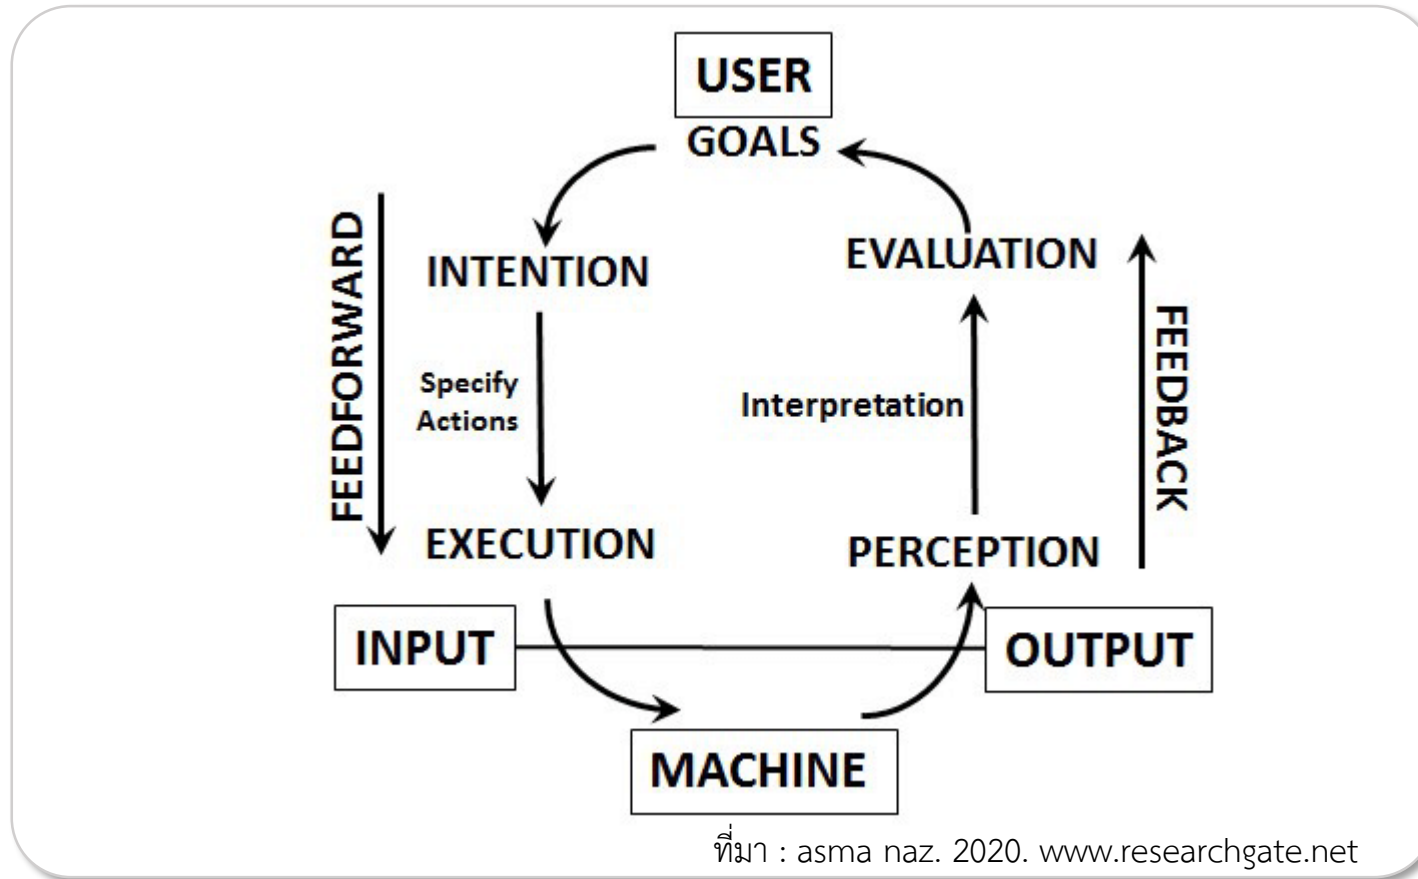 USER
GOALS
INTENTION
EVALUATION
FEEDFORWARD
Specify
Actions
Interpretation
FEEDBACK
EXECUTION
PERCEPTION
INPUT
OUTPUT
MACHINE
ที่มา : asma naz. 2020. www.researchgate.net